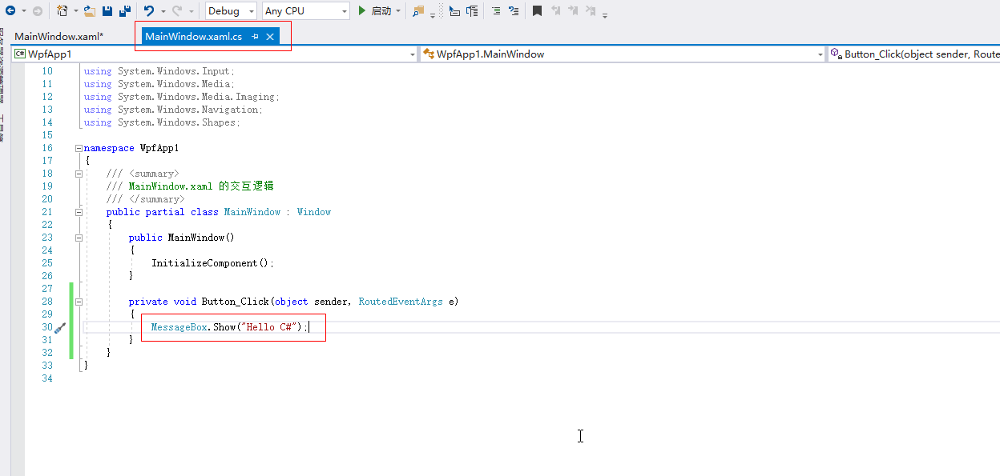 Debug Any CPU 启动
MainWindow.xaml* MainWindow.xaml.cs
C# WpfApp1 WpfApp1.MainWindow Button_Click(object sender, Route
10 using System.Windows.Input;
11 using System.Windows.Media;
12 using System.Windows.Media.Imaging;
13 using System.Windows.Navigation;
14 using System.Windows.Shapes;
15
16 namespace WpfApp1
17 {
18 /// <summary>
19 /// MainWindow.xaml 的交互逻辑
20 /// </summary>
21 public partial class MainWindow : Window
22 {
23 public MainWindow()
24 {
25 InitializeComponent();
26 }
27
28 private void Button_Click(object sender, RoutedEventArgs e)
29 {
30 MessageBox.Show("Hello C#");
31 }
32 }
33 }
34